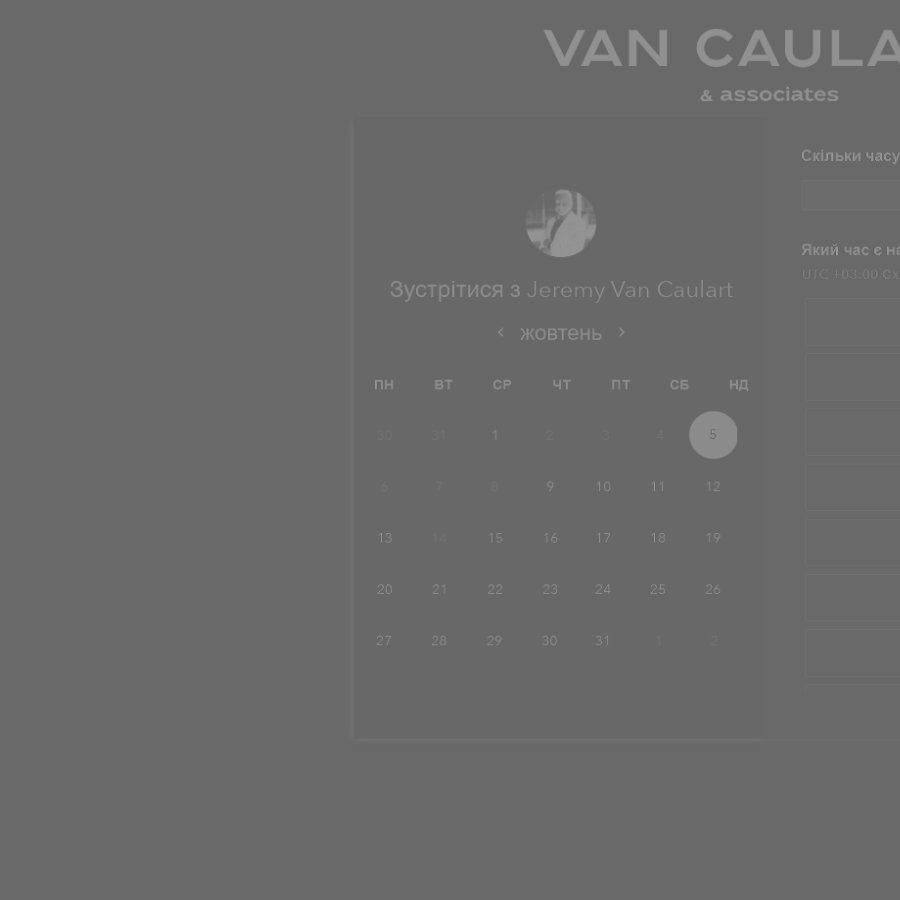 VAN CAULA
& associates
Скільки часу
Який час є на
UTC +03:00 Сх
Зустрітися з Jeremy Van Caulart
жовтень
ПН ВТ СР ЧТ ПТ СБ НД
30 31 1 2 3 4 5
6 7 8 9 10 11 12
13 14 15 16 17 18 19
20 21 22 23 24 25 26
27 28 29 30 31 1 2